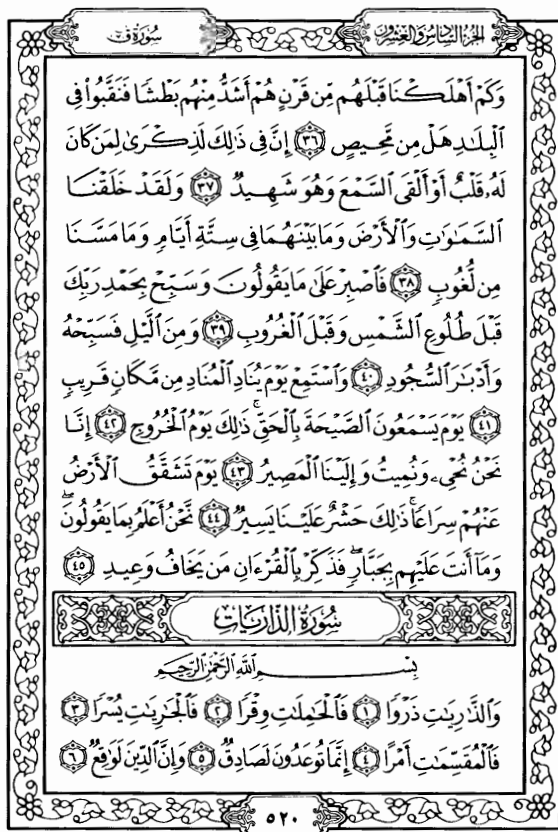 الجزء السادس والعشرون
سورة ق
وَكَمْ أَهْلَكْنَا قَبْلَهُم مِّن قَرْنٍ هُمْ أَشَدُّ مِنْهُم بَطْشًا فَنَقَّبُوا۟ فِى
ٱلْبِلَٰدِ هَلْ مِن مَّحِيصٍ ٣٦ إِنَّ فِى ذَٰلِكَ لَذِكْرَىٰ لِمَن كَانَ
لَهُۥ قَلْبٌ أَوْ أَلْقَى ٱلسَّمْعَ وَهُوَ شَهِيدٌ ٣٧ وَلَقَدْ خَلَقْنَا
ٱلسَّمَٰوَٰتِ وَٱلْأَرْضَ وَمَا بَيْنَهُمَا فِى سِتَّةِ أَيَّامٍ وَمَا مَسَّنَا
مِن لُّغُوبٍ ٣٨ فَٱصْبِرْ عَلَىٰ مَا يَقُولُونَ وَسَبِّحْ بِحَمْدِ رَبِّكَ
قَبْلَ طُلُوعِ ٱلشَّمْسِ وَقَبْلَ ٱلْغُرُوبِ ٣٩ وَمِنَ ٱلَّيْلِ فَسَبِّحْهُ
وَأَدْبَٰرَ ٱلسُّجُودِ ٤٠ وَٱسْتَمِعْ يَوْمَ يُنَادِ ٱلْمُنَادِ مِن مَّكَانٍ قَرِيبٍ
٤١ يَوْمَ يَسْمَعُونَ ٱلصَّيْحَةَ بِٱلْحَقِّ ۚ ذَٰلِكَ يَوْمُ ٱلْخُرُوجِ ٤٢ إِنَّا
نَحْنُ نُحْىِۦ وَنُمِيتُ وَإِلَيْنَا ٱلْمَصِيرُ ٤٣ يَوْمَ تَشَقَّقُ ٱلْأَرْضُ
عَنْهُمْ سِرَاعًا ۚ ذَٰلِكَ حَشْرٌ عَلَيْنَا يَسِيرٌ ٤٤ نَّحْنُ أَعْلَمُ بِمَا يَقُولُونَ ۖ
وَمَآ أَنتَ عَلَيْهِم بِجَبَّارٍ ۖ فَذَكِّرْ بِٱلْقُرْءَانِ مَن يَخَافُ وَعِيدِ ٤٥
سورة الذاريات
بِسْمِ ٱللَّهِ ٱلرَّحْمَٰنِ ٱلرَّحِيمِ
وَٱلذَّٰرِيَٰتِ ذَرْوًا ١ فَٱلْحَٰمِلَٰتِ وِقْرًا ٢ فَٱلْجَٰرِيَٰتِ يُسْرًا ٣
فَٱلْمُقَسِّمَٰتِ أَمْرًا ٤ إِنَّمَا تُوعَدُونَ لَصَادِقٌ ٥ وَإِنَّ ٱلدِّينَ لَوَٰقِعٌ ٦
٥٢٠